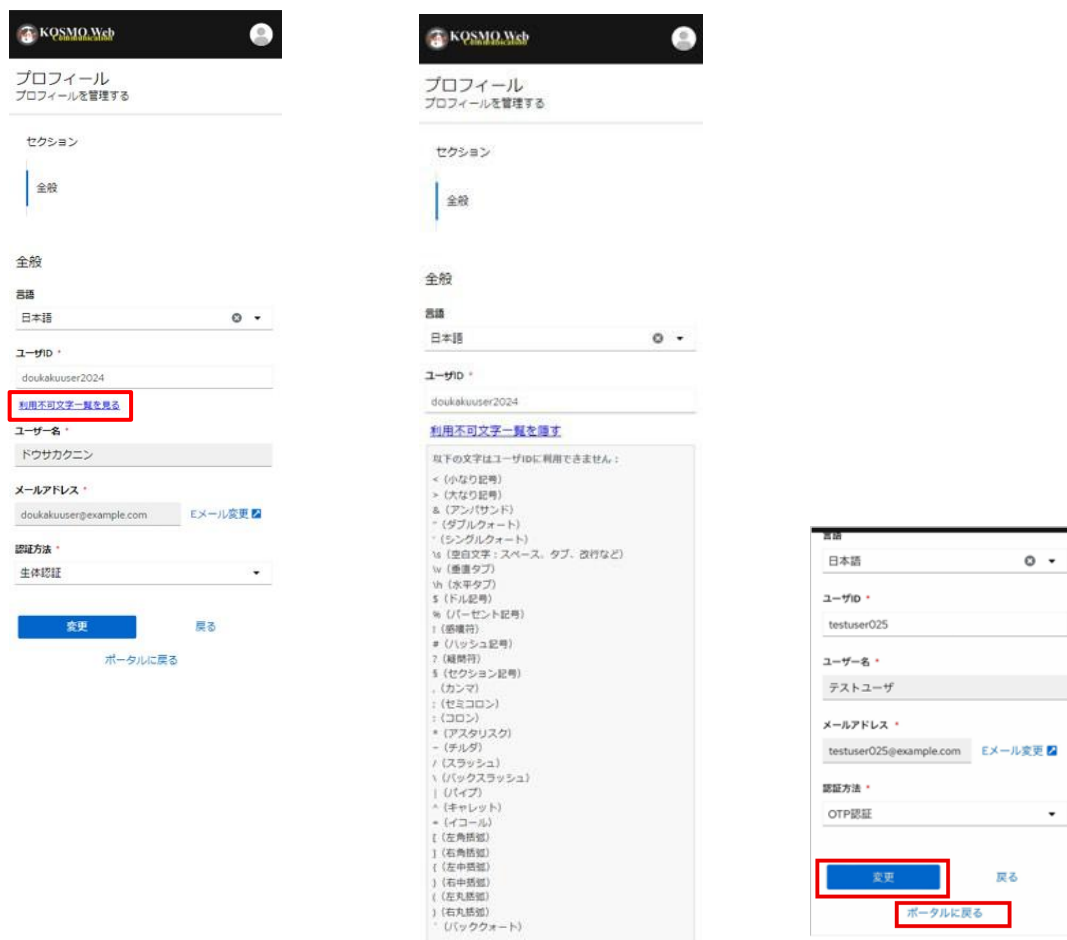 KOSMO Web
Communication
プロフィール
プロフィールを管理する
セクション
全般
全般
言語
日本語
ユーザID *
doukakuuser2024
利用不可文字一覧を見る
ユーザー名 *
ドウサカクニン
メールアドレス *
doukakuuser@example.com Eメール変更
認証方法 *
生体認証
変更 戻る
ポータルに戻る
KOSMO Web
Communication
プロフィール
プロフィールを管理する
セクション
全般
全般
言語
日本語
ユーザID *
doukakuuser2024
利用不可文字一覧を隠す
以下の文字はユーザIDに利用できません：
< (小なり記号)
> (大なり記号)
& (アンパサンド)
" (ダブルクォート)
' (シングルクォート)
\s (空白文字：スペース、タブ、改行など)
\v (垂直タブ)
\h (水平タブ)
$ (ドル記号)
% (パーセント記号)
! (感嘆符)
# (ハッシュ記号)
? (疑問符)
§ (セクション記号)
, (カンマ)
; (セミコロン)
: (コロン)
* (アスタリスク)
~ (チルダ)
/ (スラッシュ)
\ (バックスラッシュ)
| (パイプ)
^ (キャレット)
= (イコール)
[ (左角括弧)
] (右角括弧)
{ (左中括弧)
} (右中括弧)
( (左丸括弧)
) (右丸括弧)
` (バッククォート)
言語
日本語
ユーザID *
testuser025
ユーザー名 *
テストユーザ
メールアドレス *
testuser025@example.com Eメール変更
認証方法 *
OTP認証
変更 戻る
ポータルに戻る